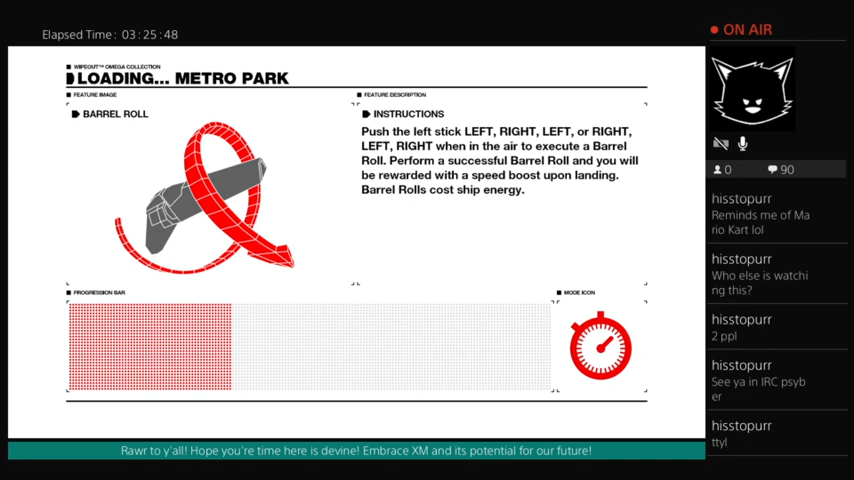 Elapsed Time : 03:25:48
WIPEOUT™ OMEGA COLLECTION
LOADING... METRO PARK
FEATURE IMAGE
BARREL ROLL
FEATURE DESCRIPTION
INSTRUCTIONS
Push the left stick LEFT, RIGHT, LEFT, or RIGHT,
LEFT, RIGHT when in the air to execute a Barrel
Roll. Perform a successful Barrel Roll and you will
be rewarded with a speed boost upon landing.
Barrel Rolls cost ship energy.
PROGRESSION BAR
MODE ICON
Rawr to y'all! Hope you're time here is devine! Embrace XM and its potential for our future!
ON AIR
0
90
hisstopurr
Reminds me of Ma
rio Kart lol
hisstopurr
Who else is watchi
ng this?
hisstopurr
2 ppl
hisstopurr
See ya in IRC psyb
er
hisstopurr
ttyl